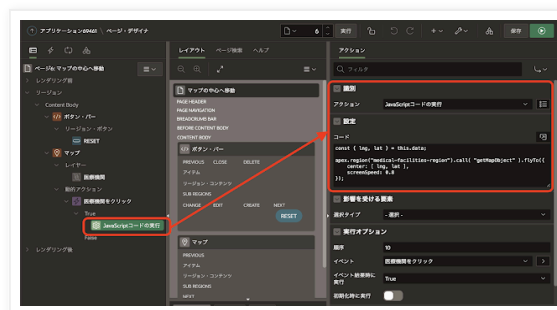 アプリケーション69461 \ ページ・デザイナ
6
実行
保存
ページ6: マップの中心へ移動
レンダリング前
リージョン
Content Body
ボタン・バー
リージョン・ボタン
RESET
マップ
レイヤー
医療機関
動的アクション
医療機関をクリック
True
JavaScriptコードの実行
False
レンダリング後
レイアウト ページ検索 ヘルプ
マップの中心へ移動
PAGE HEADER
PAGE NAVIGATION
BREADCRUMB BAR
BEFORE CONTENT BODY
CONTENT BODY
ボタン・バー
PREVIOUS CLOSE DELETE
アイテム
リージョン・コンテンツ
SUB REGIONS
CHANGE EDIT CREATE NEXT
RESET
マップ
PREVIOUS
アイテム
リージョン・コンテンツ
SUB REGIONS
NEXT
アクション
フィルタ
識別
アクション JavaScriptコードの実行
設定
コード
const { lng, lat } = this.data;
apex.region("medical-facilities-region").call( "getMapObject" ).flyTo({
center: [ lng, lat ],
screenSpeed: 0.8
});
影響を受ける要素
選択タイプ - 選択 -
実行オプション
順序 10
イベント 医療機関をクリック
イベント結果時に実行 True
初期化時に実行